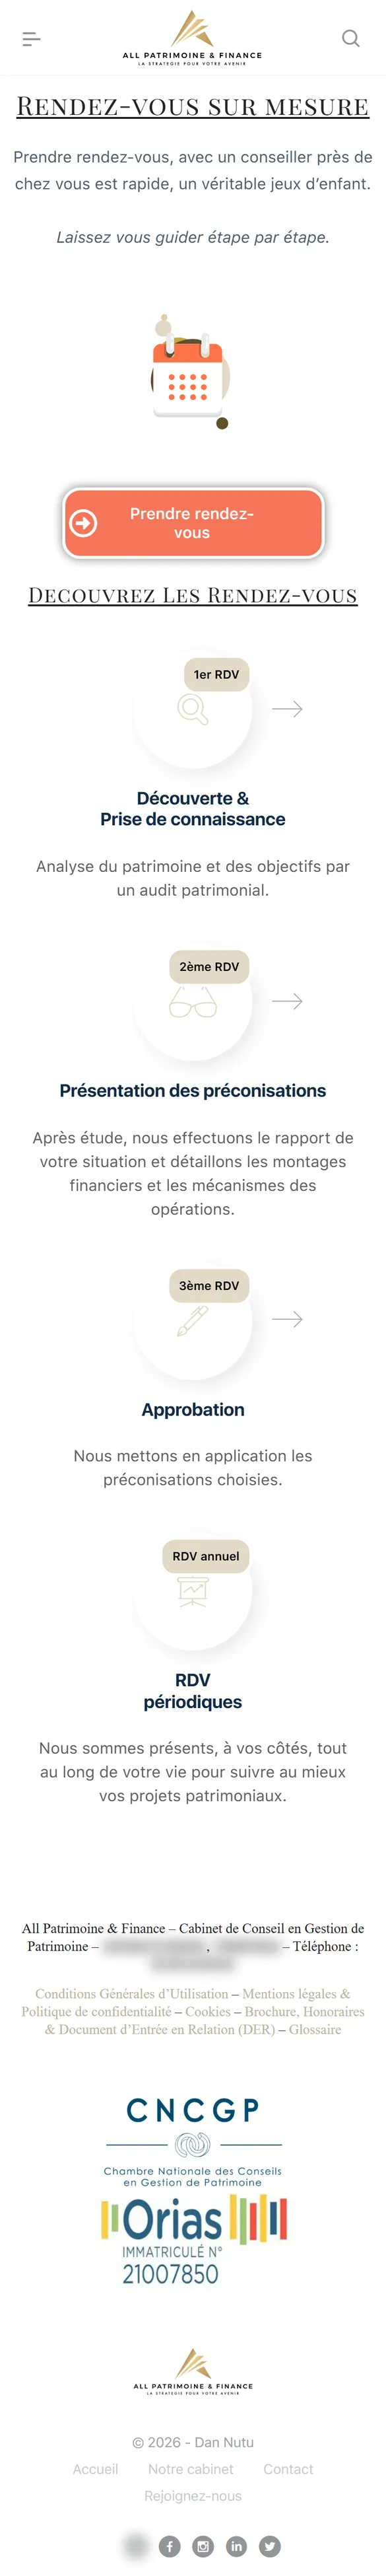 ALL PATRIMOINE & FINANCE
LA STRATEGIE POUR VOTRE AVENIR
Rendez-vous sur mesure
Prendre rendez-vous, avec un conseiller près de
chez vous est rapide, un véritable jeux d’enfant.
Laissez vous guider étape par étape.
Prendre rendez-
vous
Decouvrez Les Rendez-vous
1er RDV
Découverte &
Prise de connaissance
Analyse du patrimoine et des objectifs par
un audit patrimonial.
2ème RDV
Présentation des préconisations
Après étude, nous effectuons le rapport de
votre situation et détaillons les montages
financiers et les mécanismes des
opérations.
3ème RDV
Approbation
Nous mettons en application les
préconisations choisies.
RDV annuel
RDV
périodiques
Nous sommes présents, à vos côtés, tout
au long de votre vie pour suivre au mieux
vos projets patrimoniaux.
All Patrimoine & Finance – Cabinet de Conseil en Gestion de
Patrimoine – , – Téléphone :
Conditions Générales d’Utilisation – Mentions légales &
Politique de confidentialité – Cookies – Brochure, Honoraires
& Document d’Entrée en Relation (DER) – Glossaire
CNCGP
Chambre Nationale des Conseils
en Gestion de Patrimoine
Orias
IMMATRICULÉ N°
21007850
ALL PATRIMOINE & FINANCE
LA STRATEGIE POUR VOTRE AVENIR
© 2026 - Dan Nutu
Accueil Notre cabinet Contact
Rejoignez-nous